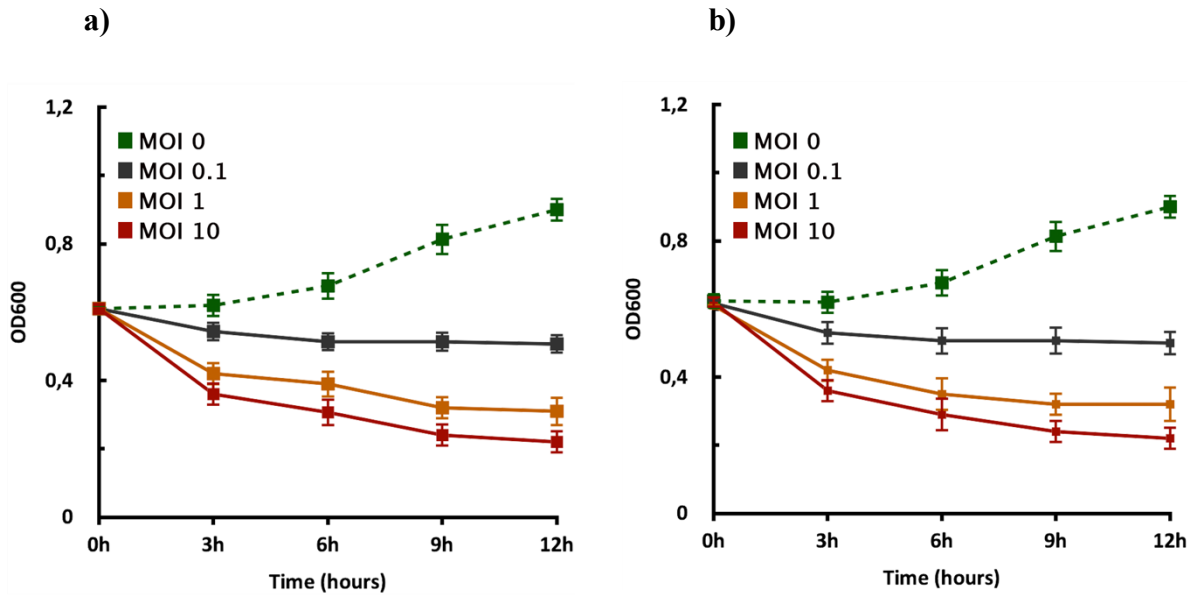 a)
1,2
MOI 0
MOI 0.1
MOI 1
MOI 10
0,8
0,4
0
OD600
0h
3h
6h
9h
12h
Time (hours)
b)
1,2
MOI 0
MOI 0.1
MOI 1
MOI 10
0,8
0,4
0
OD600
0h
3h
6h
9h
12h
Time (hours)